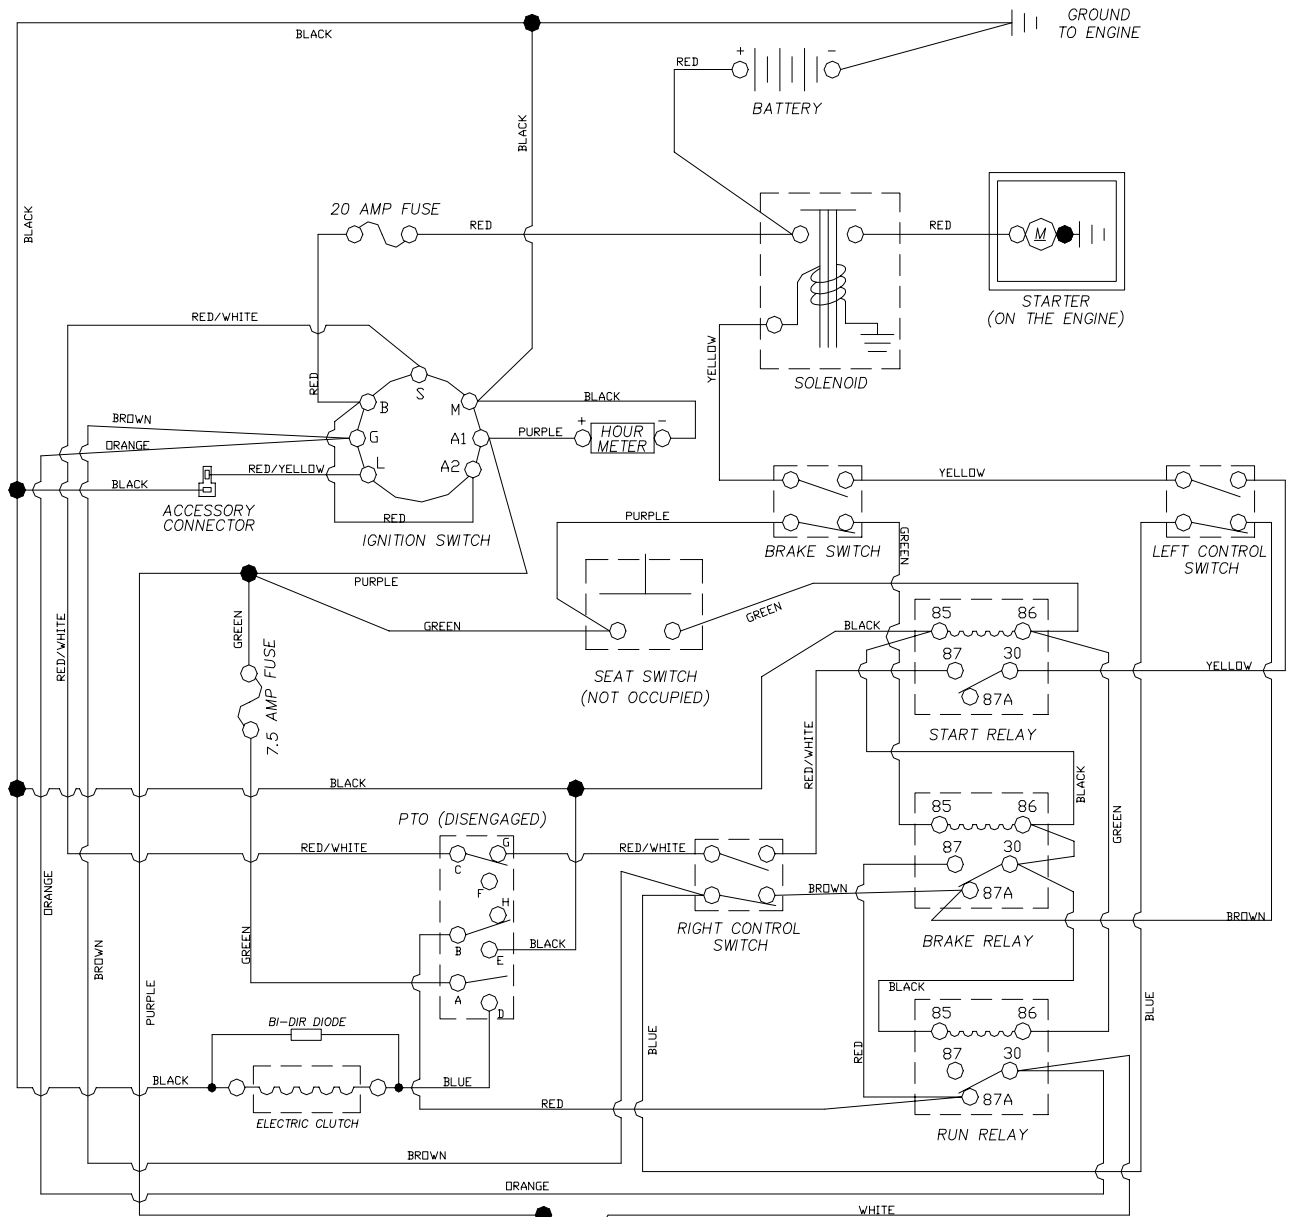 GROUND
TO ENGINE
BLACK
+
-
RED
BATTERY
BLACK
BLACK
20 AMP FUSE
RED
RED
M
STARTER
(ON THE ENGINE)
RED/WHITE
YELLOW
SOLENOID
RED
S
B
M
BLACK
BROWN
G
A1
PURPLE
+
HOUR
METER
-
ORANGE
L
A2
RED/YELLOW
BLACK
YELLOW
ACCESSORY
CONNECTOR
RED
IGNITION SWITCH
PURPLE
BRAKE SWITCH
GREEN
LEFT CONTROL
SWITCH
PURPLE
GREEN
GREEN
GREEN
BLACK
85
86
87
30
87A
START RELAY
YELLOW
RED/WHITE
7.5 AMP FUSE
SEAT SWITCH
(NOT OCCUPIED)
RED/WHITE
BLACK
BLACK
GREEN
85
86
87
30
87A
BRAKE RELAY
PTO (DISENGAGED)
RED/WHITE
G
C
F
H
B
E
A
D
RED/WHITE
BROWN
BROWN
RIGHT CONTROL
SWITCH
BLACK
ORANGE
BROWN
GREEN
PURPLE
BLUE
BLUE
BLACK
85
86
87
30
87A
RUN RELAY
RED
BI-DIR DIODE
BLACK
BLUE
ELECTRIC CLUTCH
RED
BROWN
ORANGE
WHITE